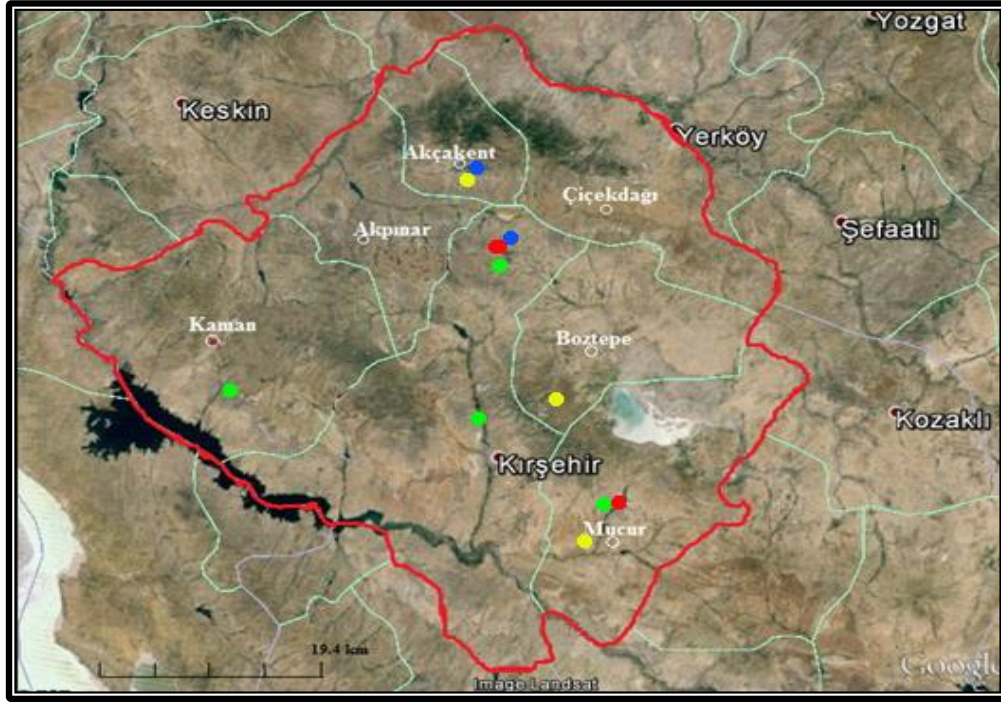 Yozgat
Keskin
Yerköy
Akçakent
Çiçekdağı
Akpınar
Şefaatli
Kaman
Boztepe
Kozaklı
Kırşehir
Mucur
19.4 km
Google
Image Landsat